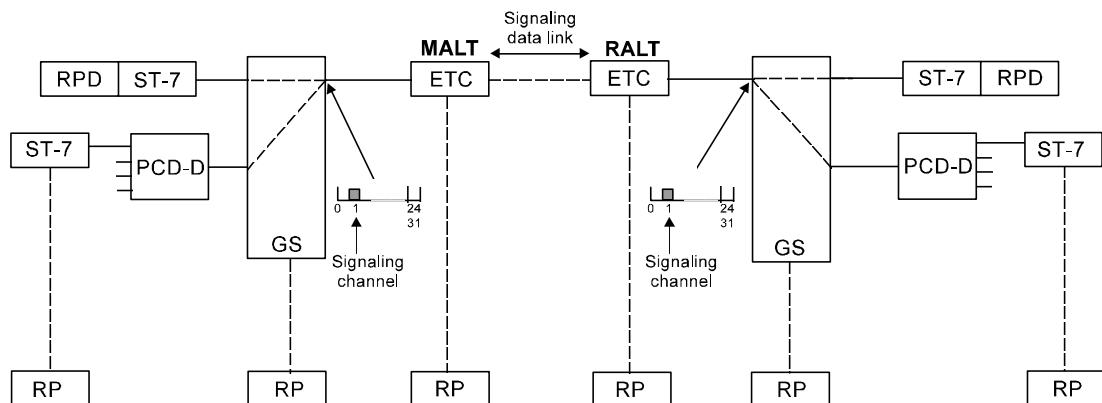 Signaling
data link
MALT
RALT
RPD
ST-7
ETC
ETC
ST-7
RPD
ST-7
PCD-D
PCD-D
ST-7
0 1 24
31
0 1 24
31
GS
GS
Signaling
channel
Signaling
channel
RP
RP
RP
RP
RP
RP